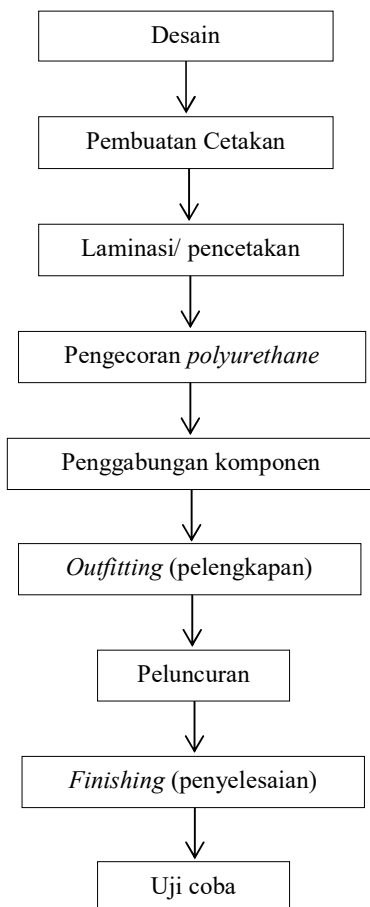 Desain
Pembuatan Cetakan
Laminasi/ pencetakan
Pengecoran polyurethane
Penggabungan komponen
Outfitting (pelengkapan)
Peluncuran
Finishing (penyelesaian)
Uji coba